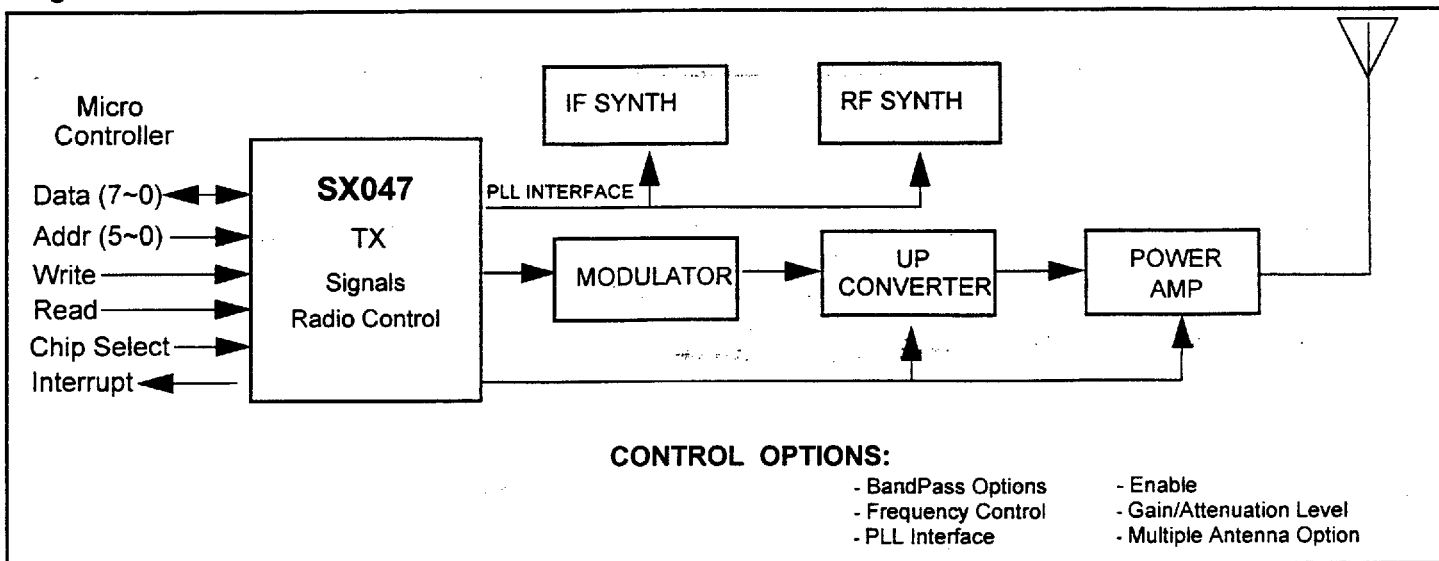 Micro
Controller
Data (7~0)
Addr (5~0)
Write
Read
Chip Select
Interrupt
SX047
TX
Signals
Radio Control
PLL INTERFACE
IF SYNTH
RF SYNTH
MODULATOR
UP
CONVERTER
POWER
AMP
CONTROL OPTIONS:
- BandPass Options
- Frequency Control
- PLL Interface
- Enable
- Gain/Attenuation Level
- Multiple Antenna Option